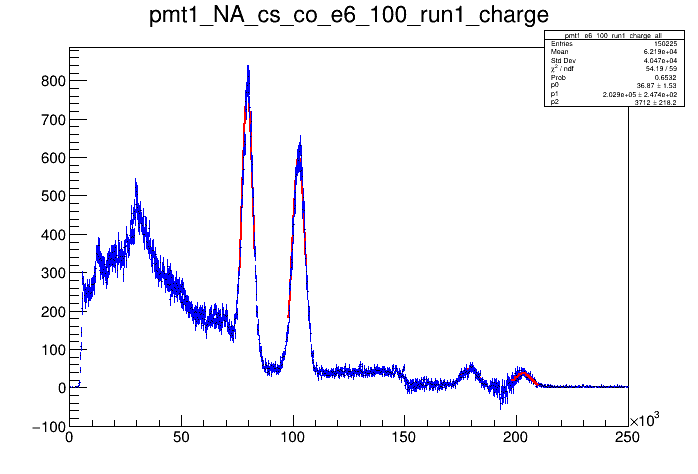 pmt1_NA_cs_co_e6_100_run1_charge
pmt1_e6_100_run1_charge_all
Entries 150225
Mean 6.219e+04
Std Dev 4.047e+04
χ² / ndf 54.19 / 59
Prob 0.6532
p0 36.87 ± 1.53
p1 2.029e+05 ± 2.474e+02
p2 3712 ± 218.2
800
700
600
500
400
300
200
100
0
−100
0 50 100 150 200 250
×10³